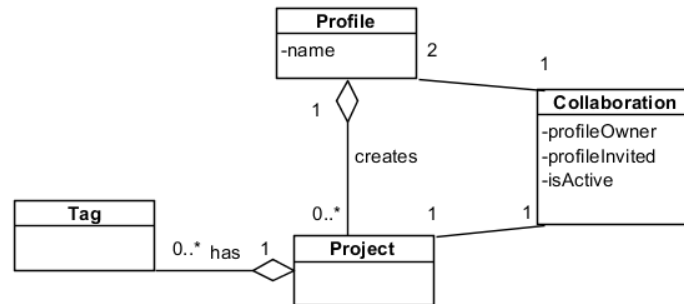 Profile
-name
2
1
1
Collaboration
-profileOwner
-profileInvited
-isActive
creates
Tag
0..*
1
1
0..* has 1
Project